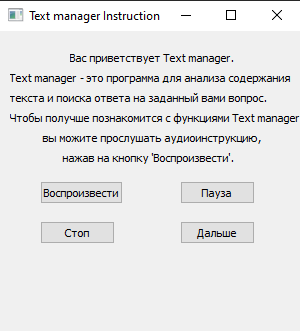 Text manager Instruction
Вас приветствует Text manager.
Text manager - это программа для анализа содержания
текста и поиска ответа на заданный вами вопрос.
Чтобы получше познакомится с функциями Text manager
вы можите прослушать аудиоинструкцию,
нажав на кнопку 'Воспроизвести'.
Воспроизвести Пауза
Стоп Дальше